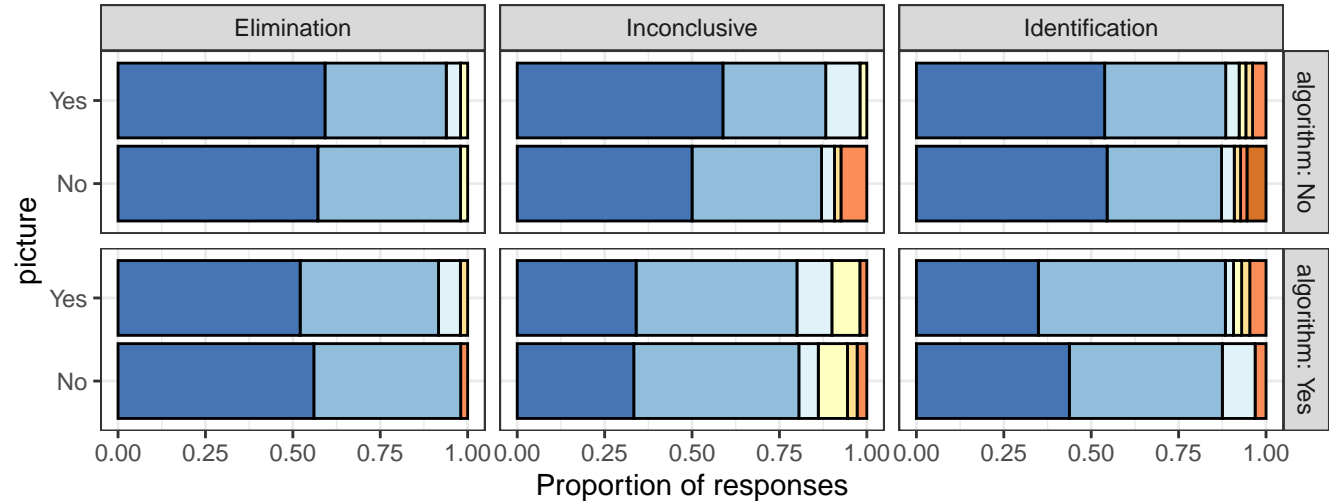 Elimination Inconclusive Identification
Yes
No
algorithm: No
Yes
No
algorithm: Yes
picture
0.00 0.25 0.50 0.75 1.00 0.00 0.25 0.50 0.75 1.00 0.00 0.25 0.50 0.75 1.00
Proportion of responses